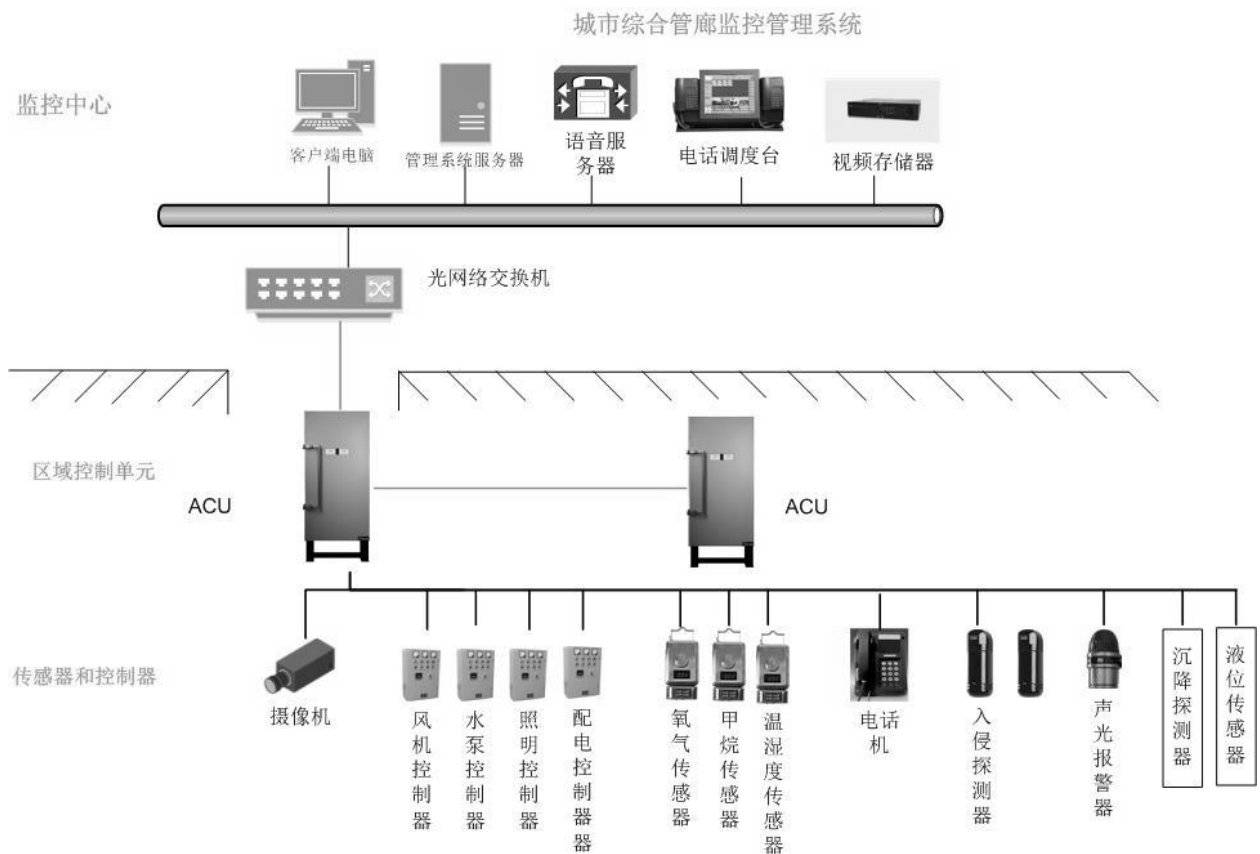 城市综合管廊监控管理系统
监控中心
客户端电脑
管理系统服务器
语音服
务器
电话调度台
视频存储器
光网络交换机
区域控制单元
ACU
ACU
传感器和控制器
摄像机
风机控制器
水泵控制器
照明控制器
配电控制器器
氧气传感器
甲烷传感器
温湿度传感器
电话
机
入侵探测器
声光报警器
沉降探测器
液位传感器